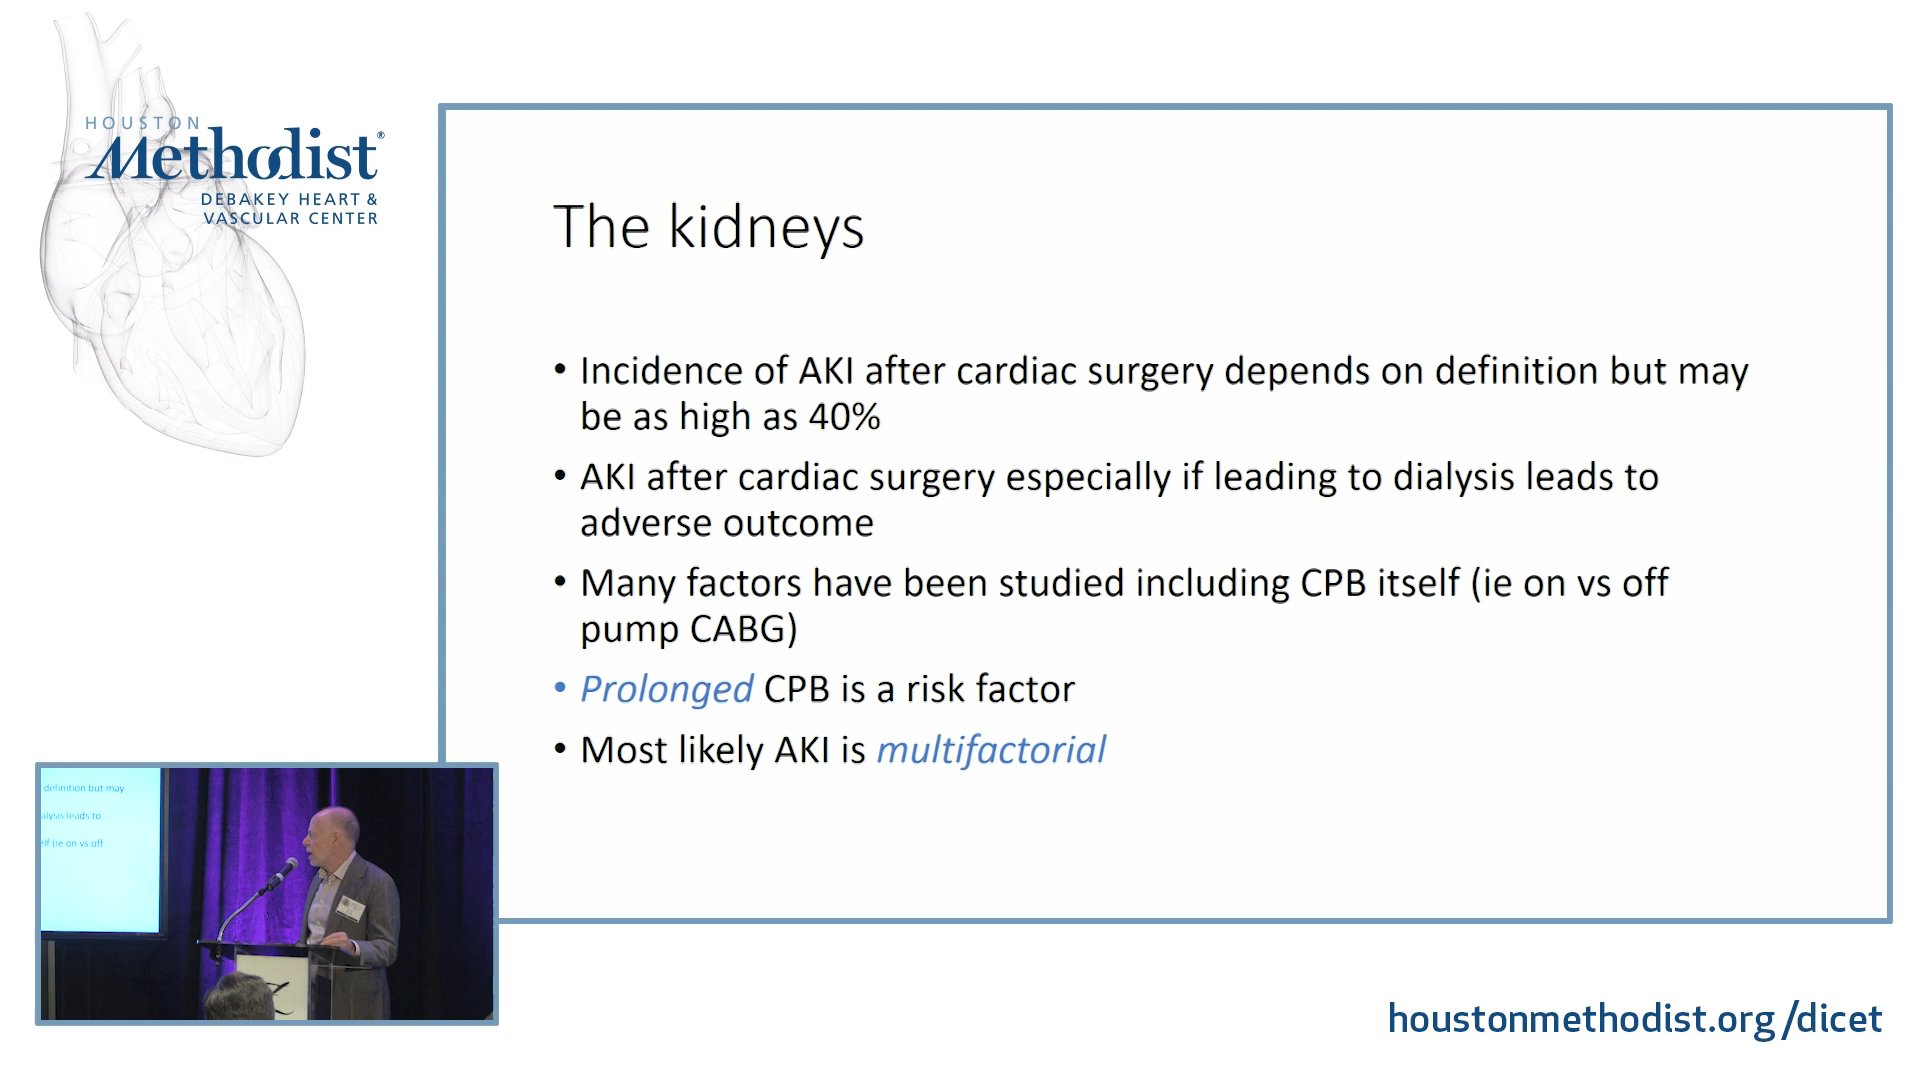 HOUSTON
Methodist®
DEBAKEY HEART &
VASCULAR CENTER
The kidneys
• Incidence of AKI after cardiac surgery depends on definition but may
be as high as 40%
• AKI after cardiac surgery especially if leading to dialysis leads to
adverse outcome
• Many factors have been studied including CPB itself (ie on vs off
pump CABG)
• Prolonged CPB is a risk factor
• Most likely AKI is multifactorial
definition but may
alysis leads to
elf (ie on vs off
houstonmethodist.org/dicet